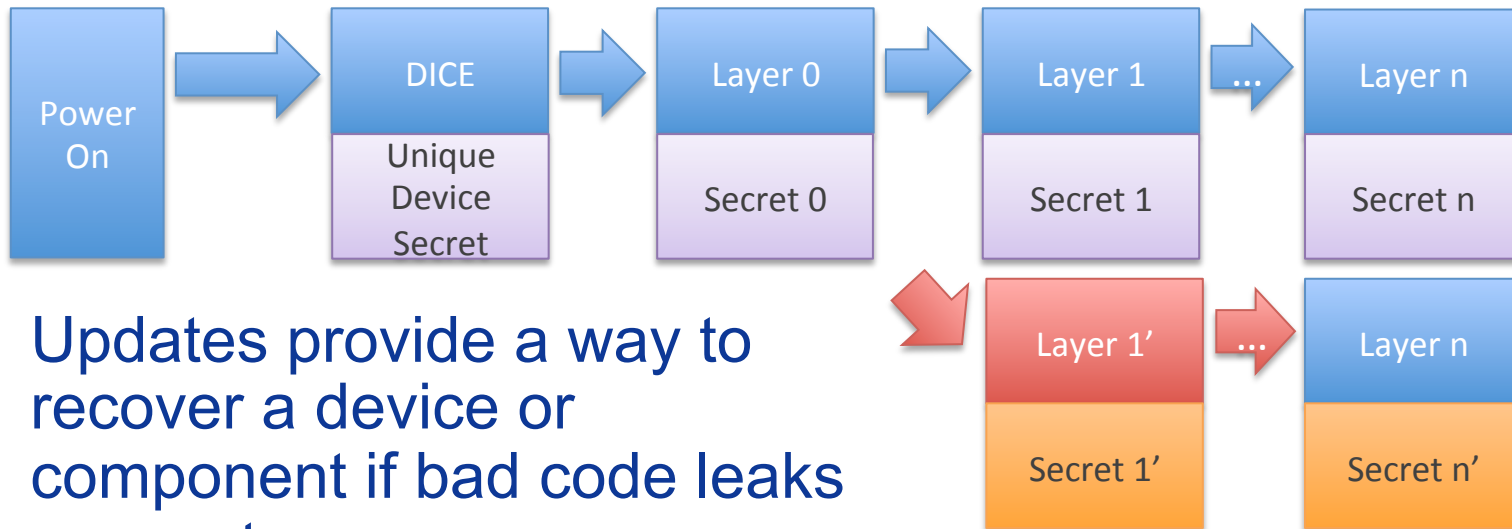 Power
On
DICE
Unique
Device
Secret
Layer 0
Secret 0
Layer 1
Secret 1
...
Layer n
Secret n
Updates provide a way to
recover a device or
component if bad code leaks
Layer 1’
Secret 1’
...
Layer n
Secret n’